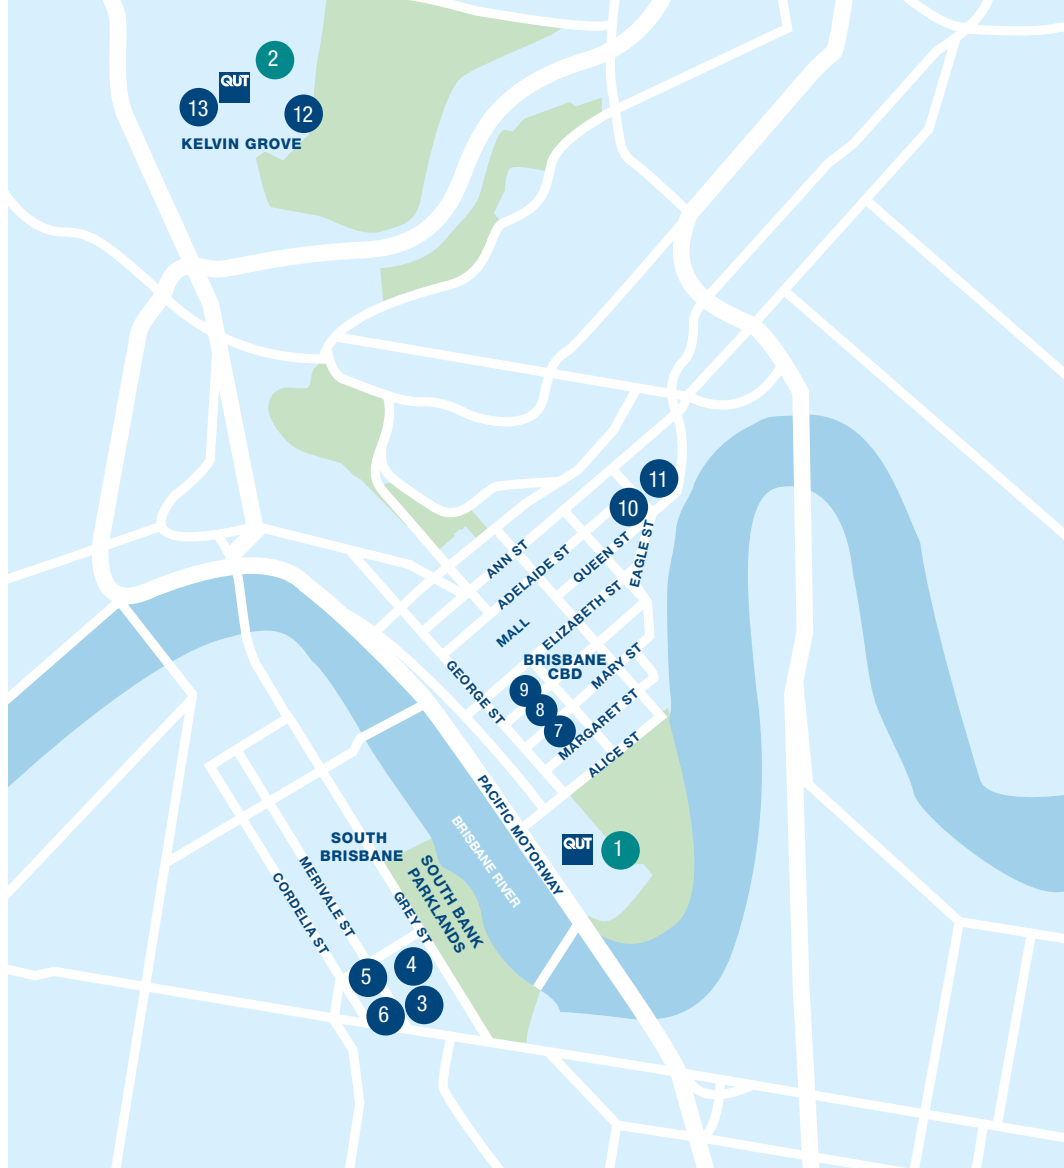 2
QUT
13
12
KELVIN GROVE
11
10
ANN ST
ADELAIDE ST
QUEEN ST
EAGLE ST
MALL
ELIZABETH ST
BRISBANE
CBD
MARY ST
GEORGE ST
9
8
7
MARGARET ST
ALICE ST
PACIFIC MOTORWAY
BRISBANE RIVER
QUT
1
SOUTH
BRISBANE
SOUTH BANK
PARKLANDS
MERIVALE ST
CORDELIA ST
GREY ST
5
4
3
6